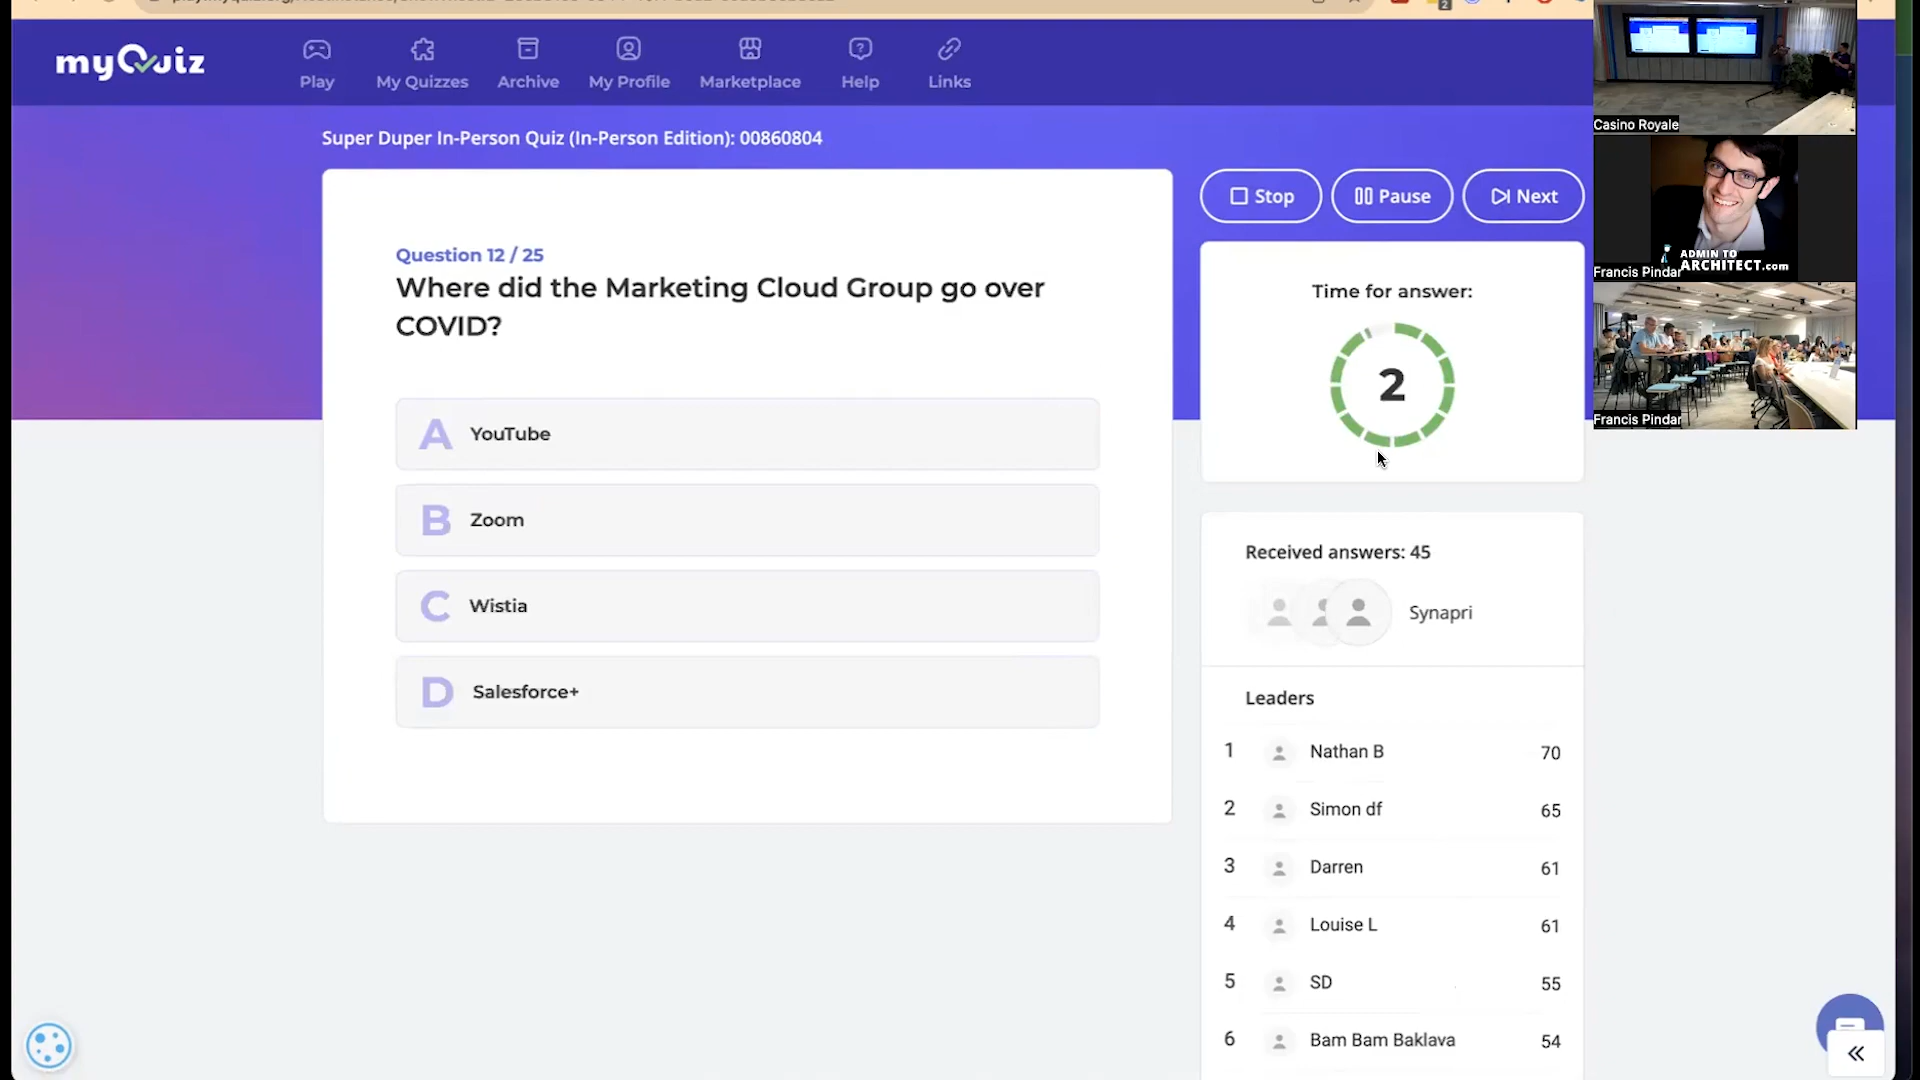 myQuiz
Play
My Quizzes
Archive
My Profile
Marketplace
Help
Links
Super Duper In-Person Quiz (In-Person Edition): 00860804
Question 12 / 25
Where did the Marketing Cloud Group go over
COVID?
A YouTube
B Zoom
C Wistia
D Salesforce+
Stop
Pause
Next
Time for answer:
2
Received answers: 45
Synapri
Leaders
1 Nathan B 70
2 Simon df 65
3 Darren 61
4 Louise L 61
5 SD 55
6 Bam Bam Baklava 54
2
Casino Royale
ADMIN TO
ARCHITECT.com
Francis Pindar
Francis Pindar